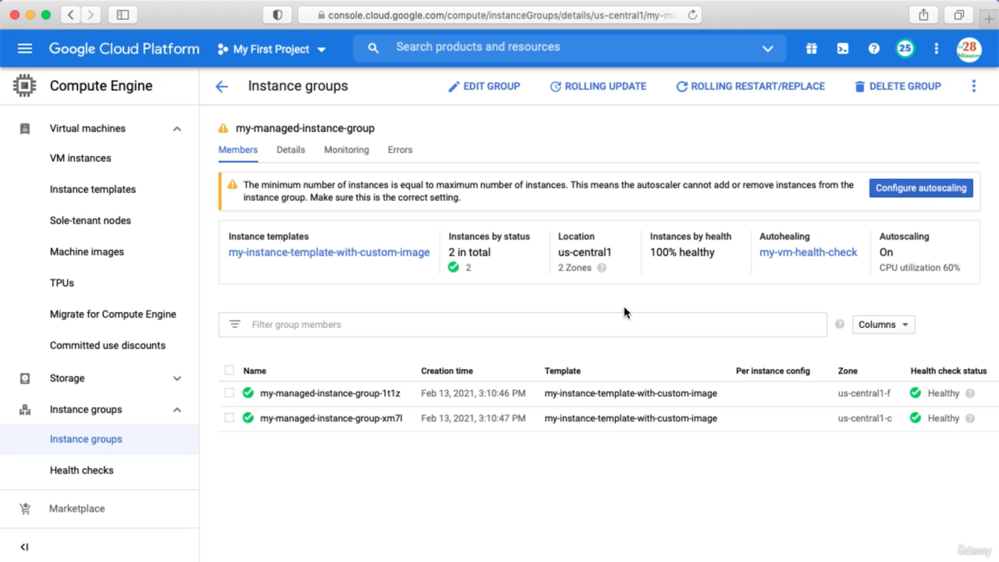 console.cloud.google.com/compute/instanceGroups/details/us-central1/my-ma
Google Cloud Platform
My First Project
Search products and resources
25
28
Minutes
Compute Engine
Instance groups
EDIT GROUP
ROLLING UPDATE
ROLLING RESTART/REPLACE
DELETE GROUP
Virtual machines
VM instances
Instance templates
Sole-tenant nodes
Machine images
TPUs
Migrate for Compute Engine
Committed use discounts
Storage
Instance groups
Instance groups
Health checks
Marketplace
my-managed-instance-group
Members Details Monitoring Errors
The minimum number of instances is equal to maximum number of instances. This means the autoscaler cannot add or remove instances from the
instance group. Make sure this is the correct setting.
Configure autoscaling
Instance templates Instances by status Location Instances by health Autohealing Autoscaling
my-instance-template-with-custom-image 2 in total us-central1 100% healthy my-vm-health-check On
2 2 Zones CPU utilization 60%
Filter group members
Columns
Name Creation time Template Per instance config Zone Health check status
my-managed-instance-group-1t1z Feb 13, 2021, 3:10:46 PM my-instance-template-with-custom-image us-central1-f Healthy
my-managed-instance-group-xm7l Feb 13, 2021, 3:10:47 PM my-instance-template-with-custom-image us-central1-c Healthy
ûdemy